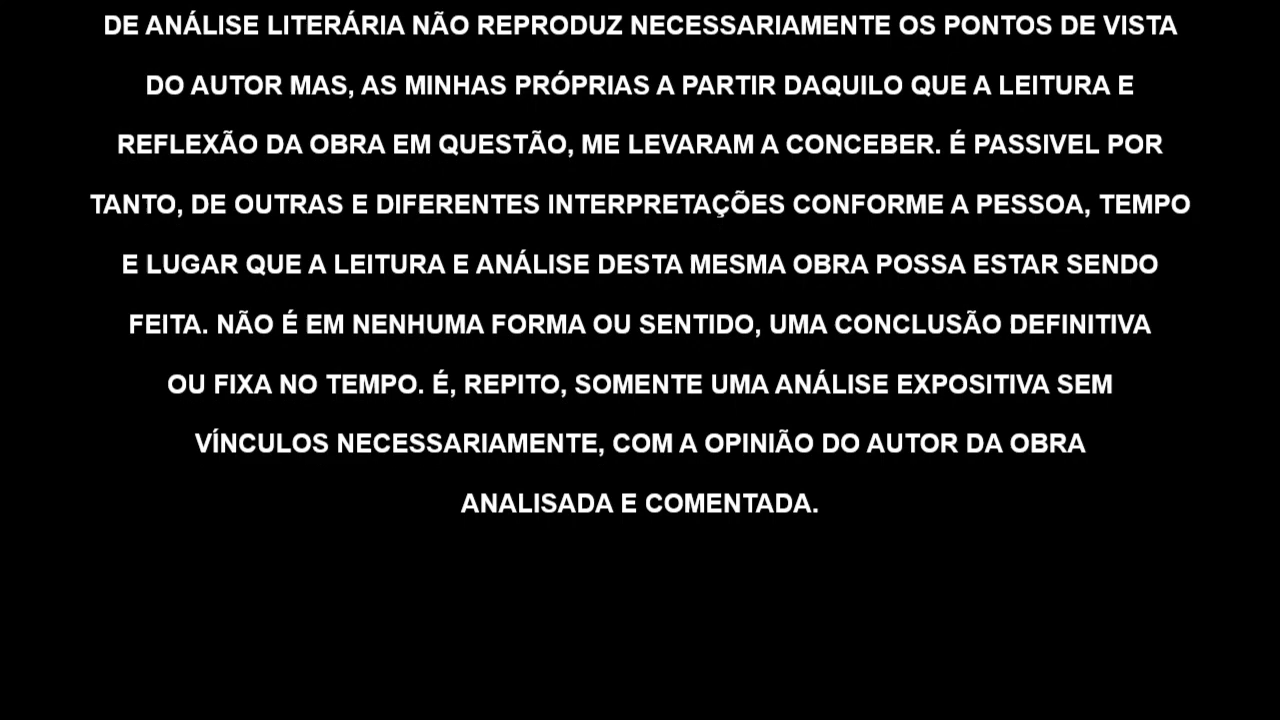 DE ANÁLISE LITERÁRIA NÃO REPRODUZ NECESSARIAMENTE OS PONTOS DE VISTA
DO AUTOR MAS, AS MINHAS PRÓPRIAS A PARTIR DAQUILO QUE A LEITURA E
REFLEXÃO DA OBRA EM QUESTÃO, ME LEVARAM A CONCEBER. É PASSIVEL POR
TANTO, DE OUTRAS E DIFERENTES INTERPRETAÇÕES CONFORME A PESSOA, TEMPO
E LUGAR QUE A LEITURA E ANÁLISE DESTA MESMA OBRA POSSA ESTAR SENDO
FEITA. NÃO É EM NENHUMA FORMA OU SENTIDO, UMA CONCLUSÃO DEFINITIVA
OU FIXA NO TEMPO. É, REPITO, SOMENTE UMA ANÁLISE EXPOSITIVA SEM
VÍNCULOS NECESSARIAMENTE, COM A OPINIÃO DO AUTOR DA OBRA
ANALISADA E COMENTADA.